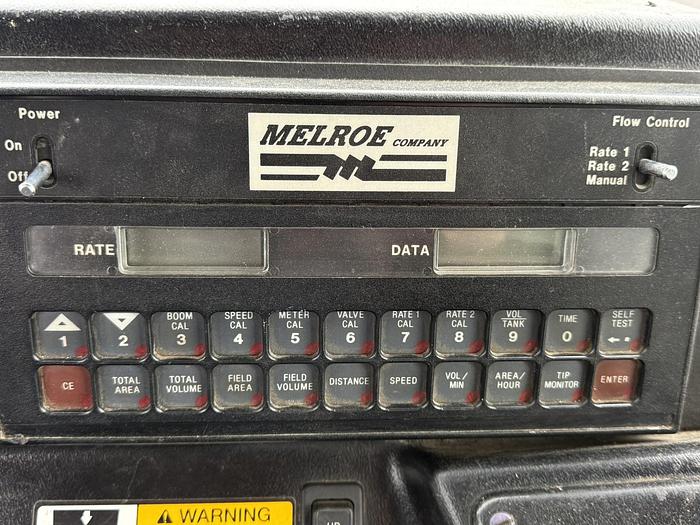 Power
On
Off
MELROE COMPANY
Flow Control
Rate 1
Rate 2
Manual
RATE
DATA
1
2
BOOM CAL 3
SPEED CAL 4
METER CAL 5
VALVE CAL 6
RATE 1 CAL 7
RATE 2 CAL 8
VOL TANK 9
TIME 0
SELF TEST
CE
TOTAL AREA
TOTAL VOLUME
FIELD AREA
FIELD VOLUME
DISTANCE
SPEED
VOL/ MIN
AREA/ HOUR
TIP MONITOR
ENTER
WARNING